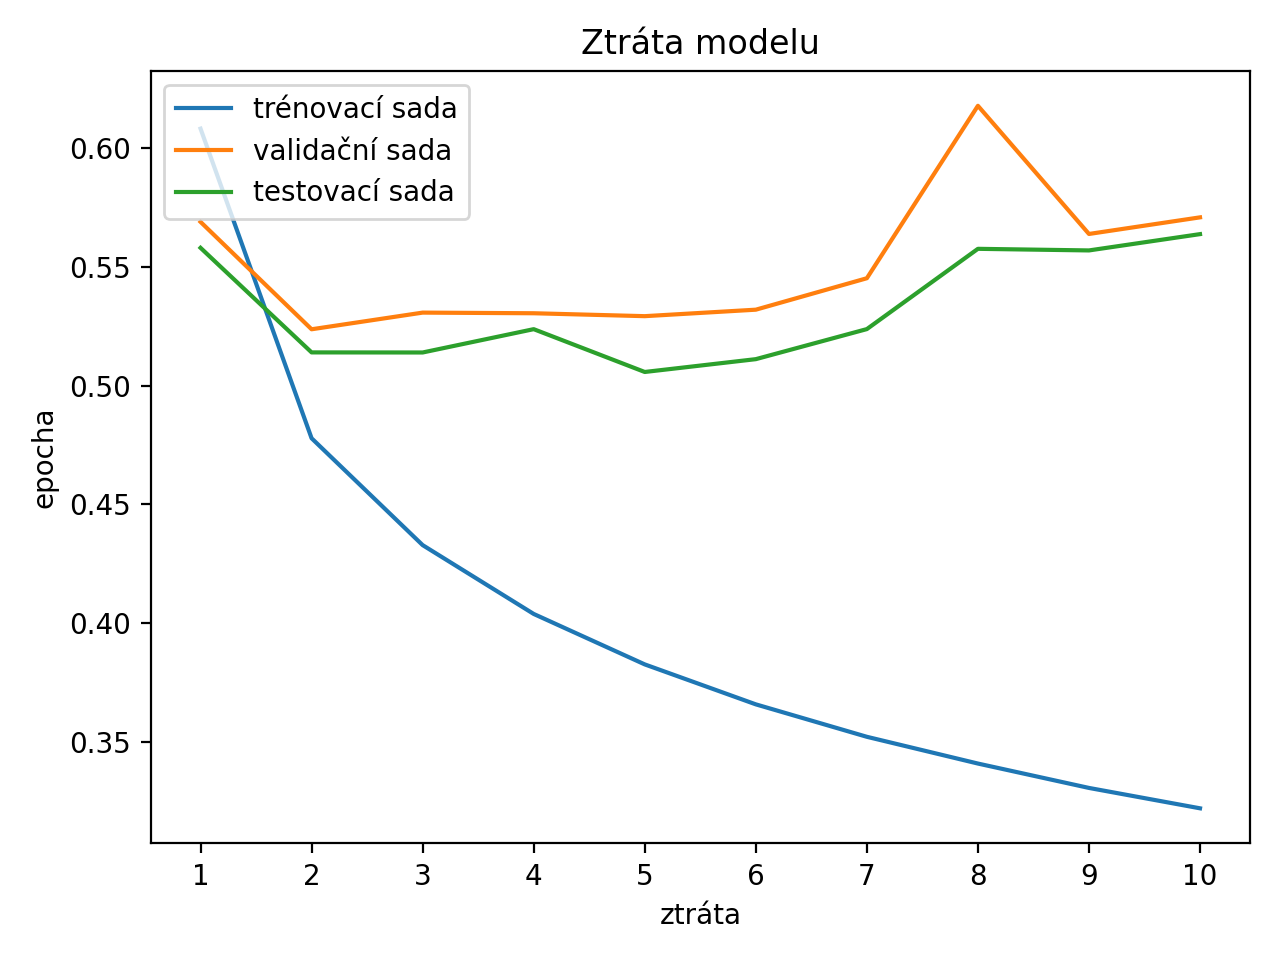 Ztráta modelu
trénovací sada
validační sada
testovací sada
0.60
0.55
0.50
0.45
0.40
0.35
epocha
1 2 3 4 5 6 7 8 9 10
ztráta